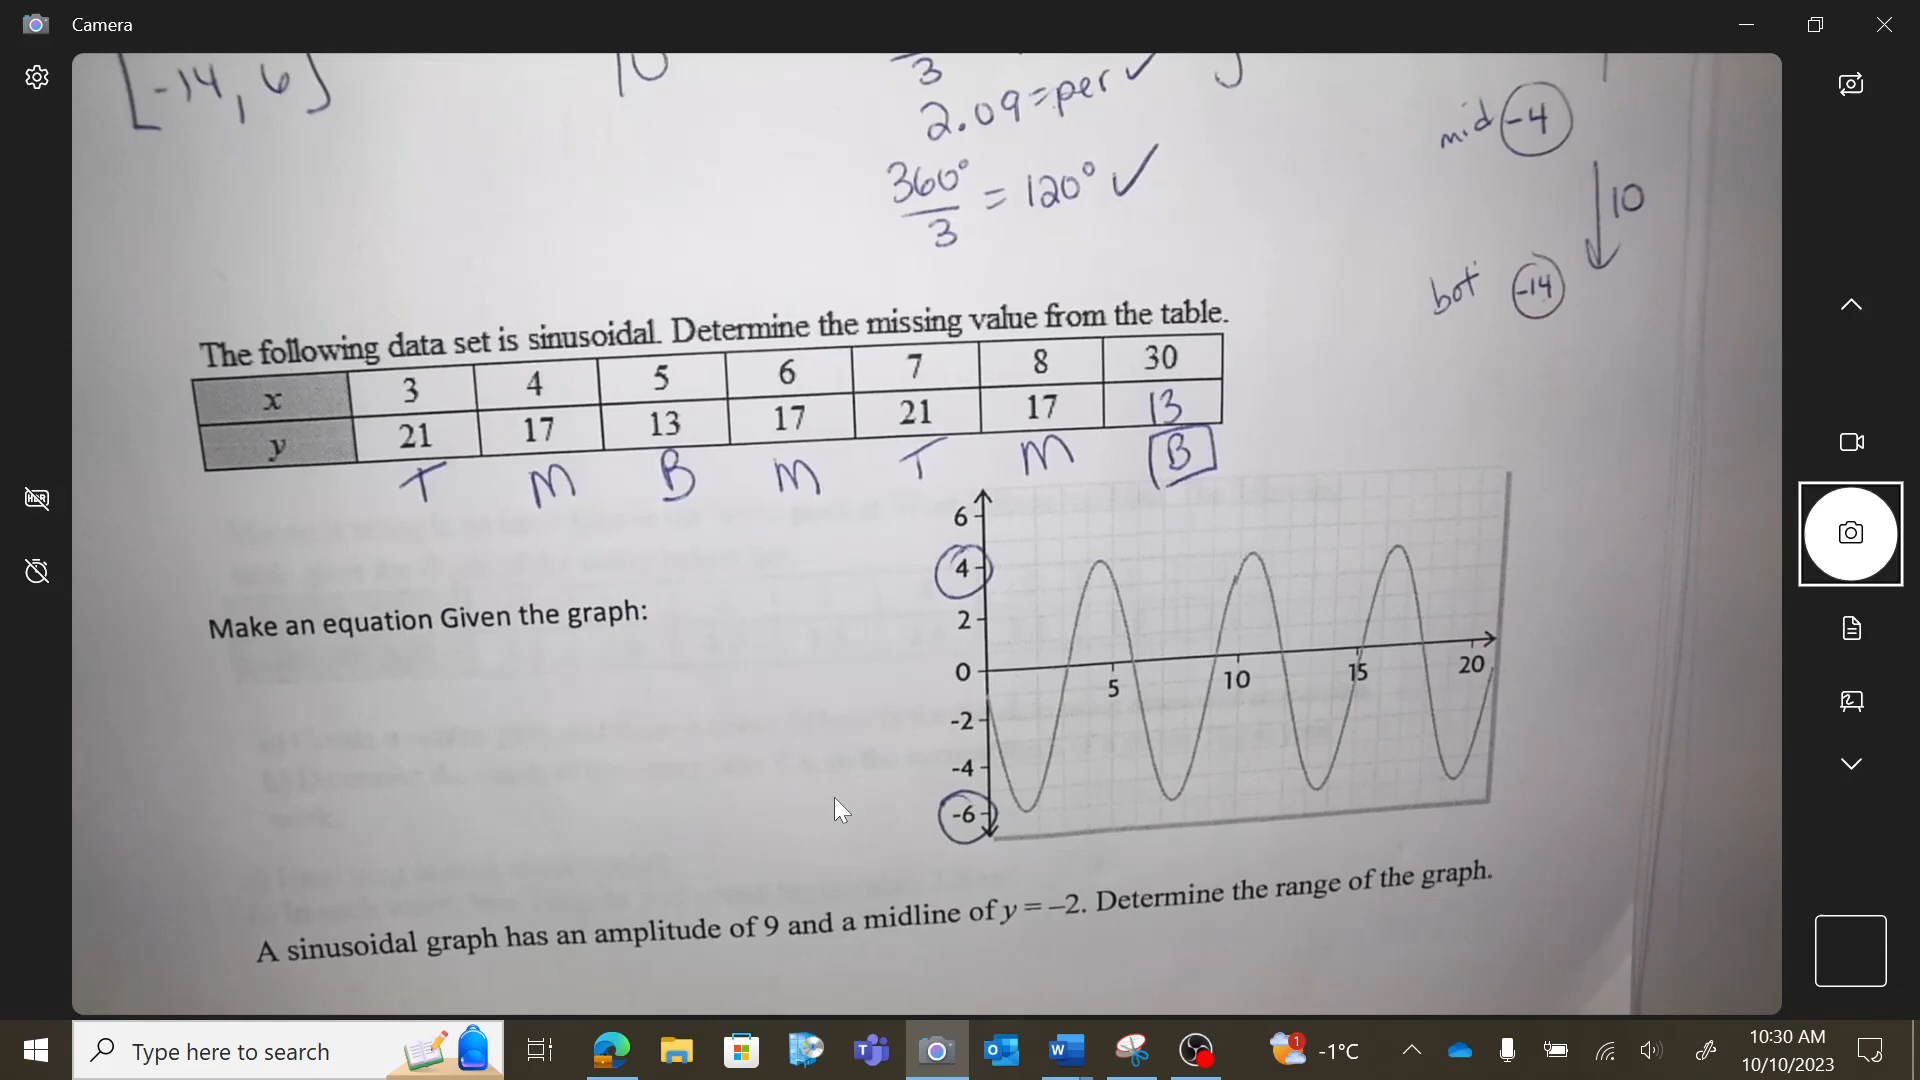 Camera
[-14, 6]
10
3
2.09=per ✓
360°
3
= 120° ✓
mid -4
10
bot -14
The following data set is sinusoidal. Determine the missing value from the table.
x 3 4 5 6 7 8 30
y 21 17 13 17 21 17 13
T M B M T M B
Make an equation Given the graph:
6
4
2
0
-2
-4
-6
5 10 15 20
A sinusoidal graph has an amplitude of 9 and a midline of y = –2. Determine the range of the graph.
Type here to search
1
-1°C
10:30 AM
10/10/2023